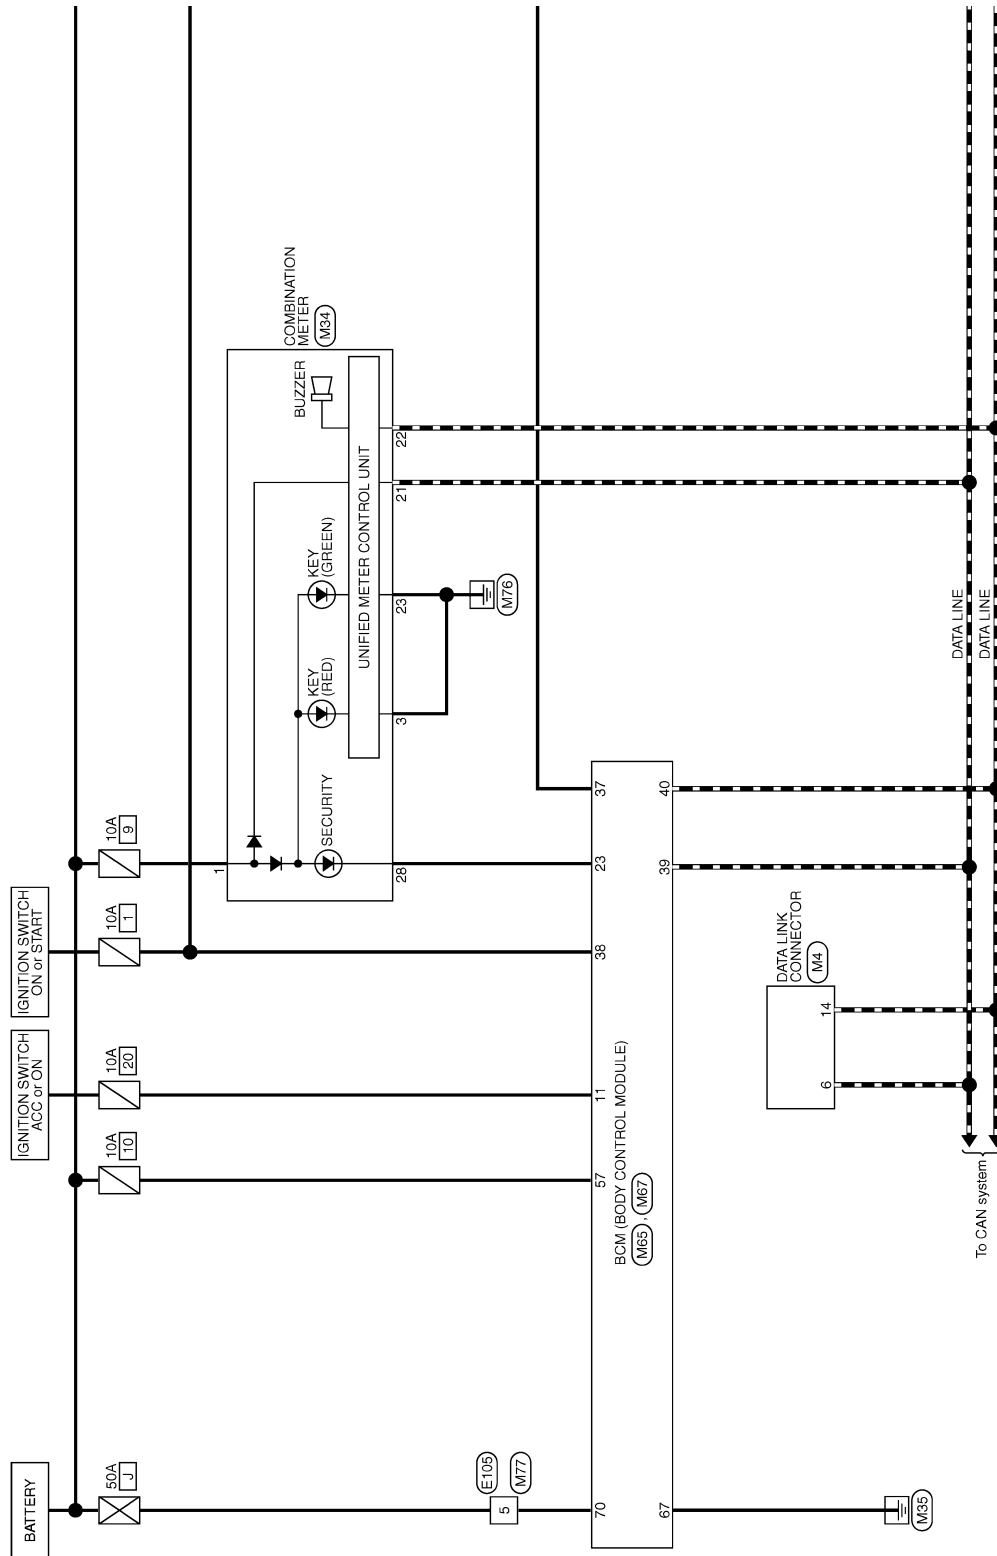 BATTERY
IGNITION SWITCH
ACC or ON
IGNITION SWITCH
ON or START
50A
J
10A
10
10A
20
10A
1
10A
9
COMBINATION
METER
M34
BUZZER
1
SECURITY
KEY
(RED)
KEY
(GREEN)
UNIFIED METER CONTROL UNIT
28
3
23
21
22
M76
E105
5
M77
70
57
11
38
23
37
BCM (BODY CONTROL MODULE)
M65 , M67
67
39
40
M35
DATA LINK
CONNECTOR
M4
6
14
DATA LINE
DATA LINE
To CAN system